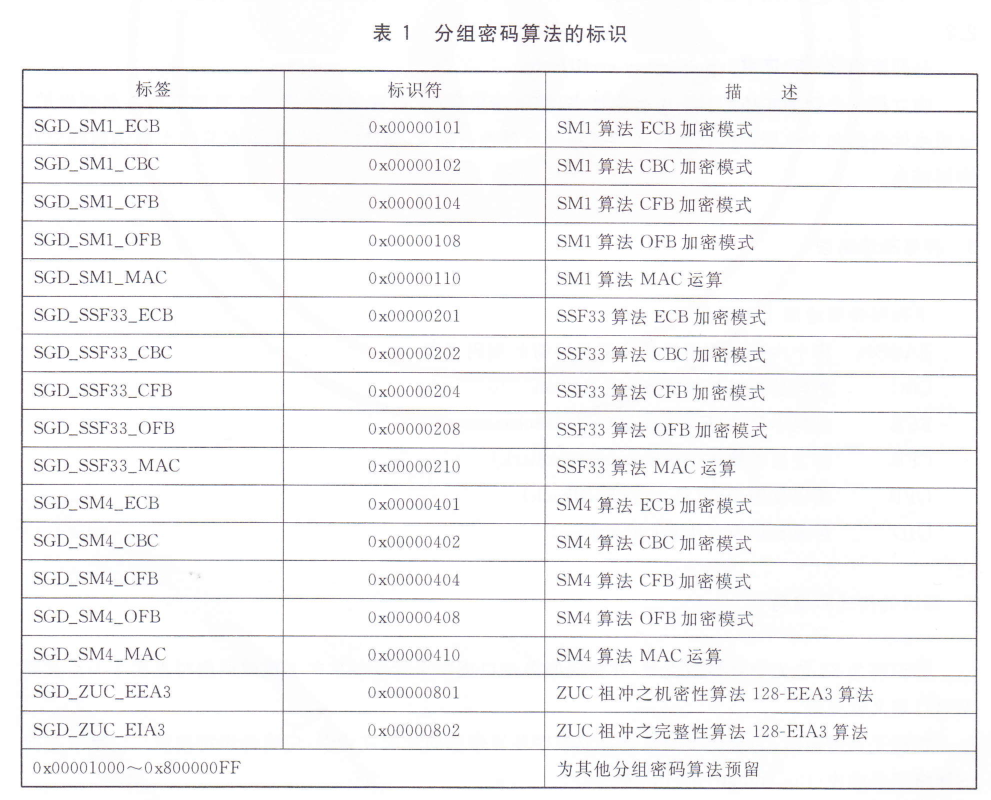 表 1 分组密码算法的标识
标签 标识符 描 述
SGD_SM1_ECB 0x00000101 SM1 算法 ECB 加密模式
SGD_SM1_CBC 0x00000102 SM1 算法 CBC 加密模式
SGD_SM1_CFB 0x00000104 SM1 算法 CFB 加密模式
SGD_SM1_OFB 0x00000108 SM1 算法 OFB 加密模式
SGD_SM1_MAC 0x00000110 SM1 算法 MAC 运算
SGD_SSF33_ECB 0x00000201 SSF33 算法 ECB 加密模式
SGD_SSF33_CBC 0x00000202 SSF33 算法 CBC 加密模式
SGD_SSF33_CFB 0x00000204 SSF33 算法 CFB 加密模式
SGD_SSF33_OFB 0x00000208 SSF33 算法 OFB 加密模式
SGD_SSF33_MAC 0x00000210 SSF33 算法 MAC 运算
SGD_SM4_ECB 0x00000401 SM4 算法 ECB 加密模式
SGD_SM4_CBC 0x00000402 SM4 算法 CBC 加密模式
SGD_SM4_CFB 0x00000404 SM4 算法 CFB 加密模式
SGD_SM4_OFB 0x00000408 SM4 算法 OFB 加密模式
SGD_SM4_MAC 0x00000410 SM4 算法 MAC 运算
SGD_ZUC_EEA3 0x00000801 ZUC 祖冲之机密性算法 128-EEA3 算法
SGD_ZUC_EIA3 0x00000802 ZUC 祖冲之完整性算法 128-EIA3 算法
0x00001000～0x800000FF 为其他分组密码算法预留